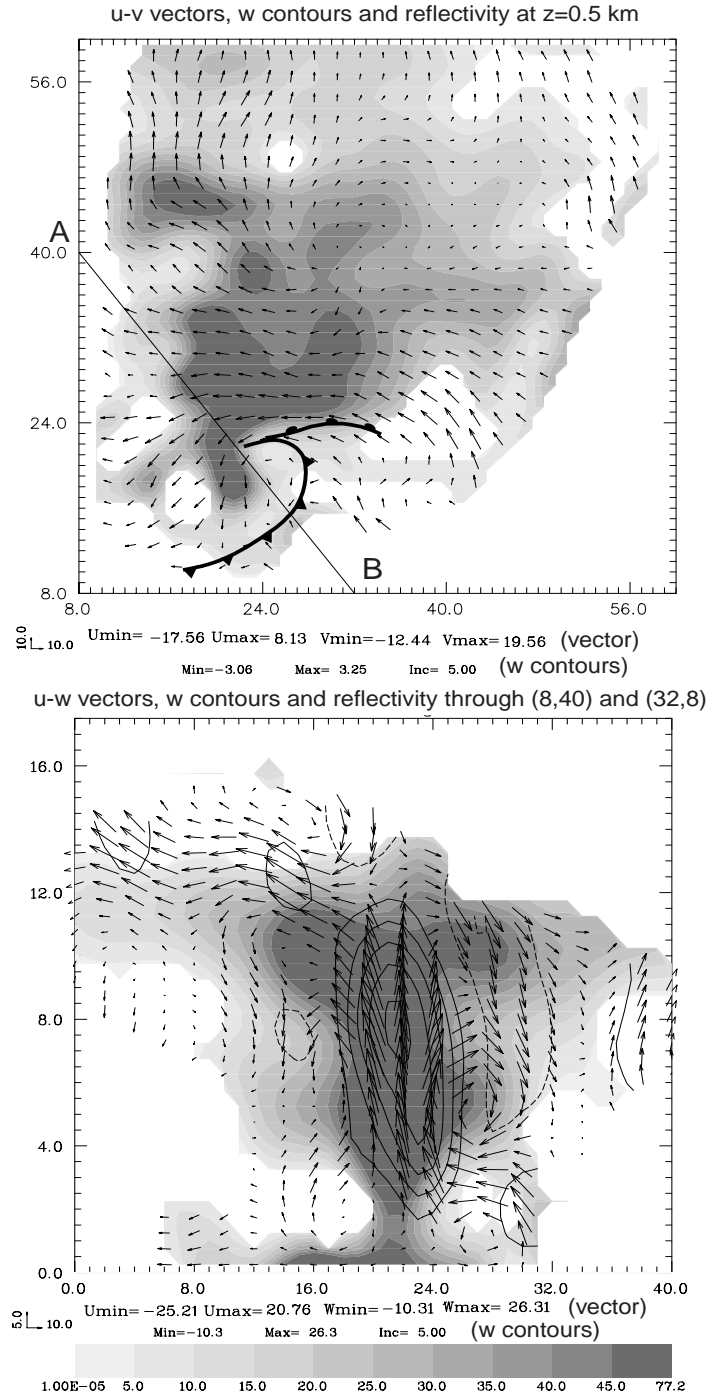 u-v vectors, w contours and reflectivity at z=0.5 km
56.0
A
40.0
24.0
B
8.0
8.0 24.0 40.0 56.0
10.0 10.0 Umin= -17.56 Umax= 8.13 Vmin= -12.44 Vmax= 19.56 (vector)
Min=-3.06 Max= 3.25 Inc= 5.00 (w contours)
u-w vectors, w contours and reflectivity through (8,40) and (32,8)
16.0
12.0
8.0
4.0
0.0
0.0 8.0 16.0 24.0 32.0 40.0
5.0 10.0 Umin= -25.21 Umax= 20.76 Wmin= -10.31 Wmax= 26.31 (vector)
Min=-10.3 Max= 26.3 Inc= 5.00 (w contours)
1.00E-05 5.0 10.0 15.0 20.0 25.0 30.0 35.0 40.0 45.0 77.2